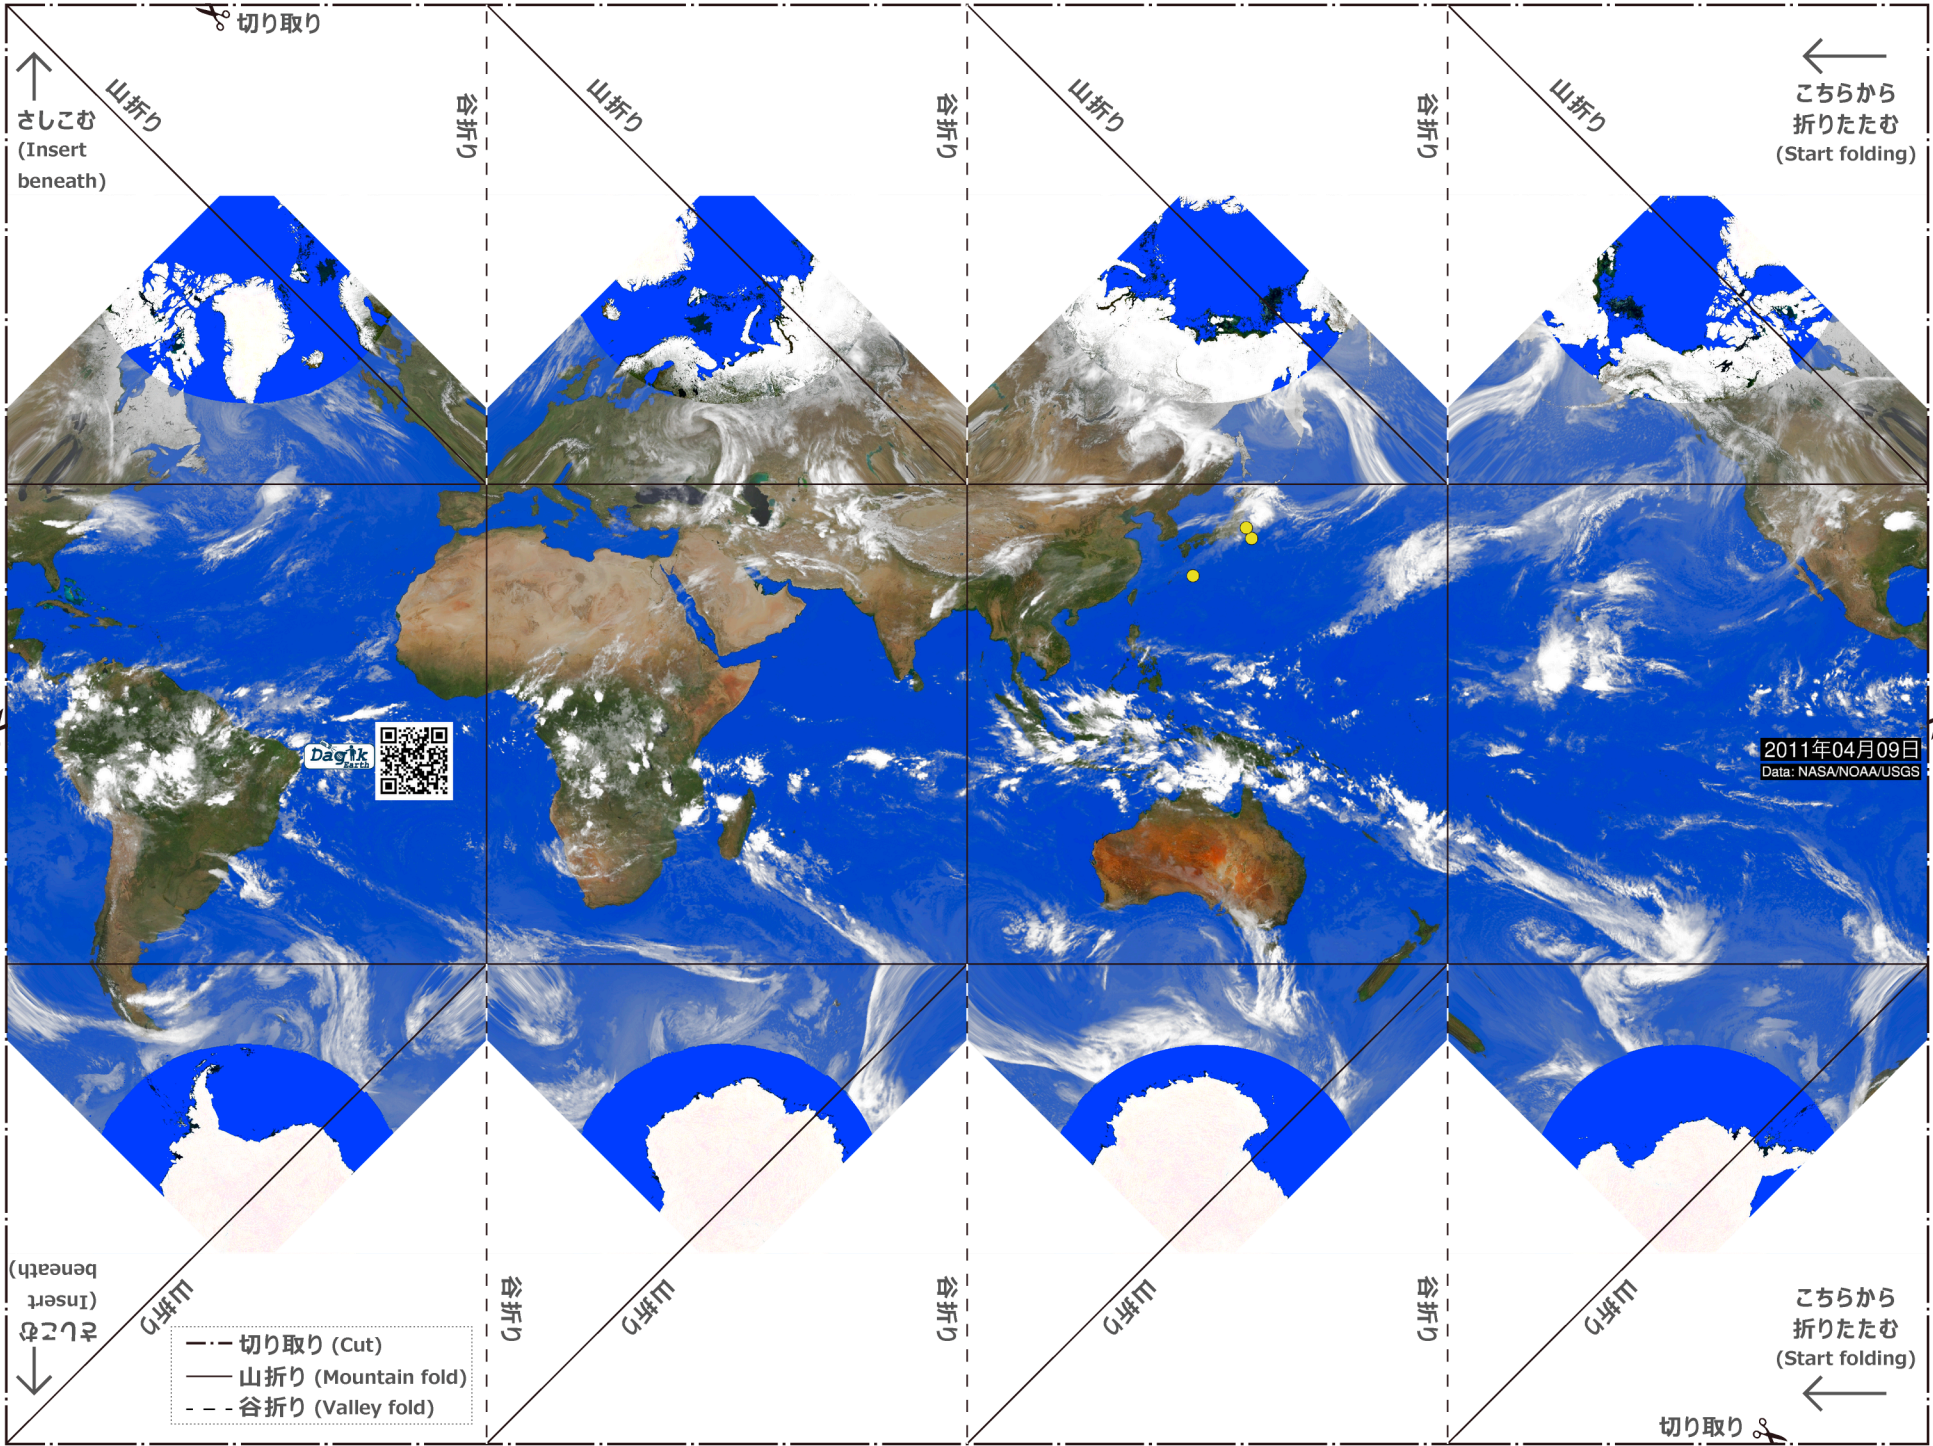 切り取り
山折り
谷折り
山折り
谷折り
山折り
谷折り
山折り
さしこむ
(Insert
beneath)
こちらから
折りたたむ
(Start folding)
Dagik
Earth
2011年04月09日
Data: NASA/NOAA/USGS
さしこむ
(Insert
beneath)
山折り
谷折り
山折り
谷折り
山折り
谷折り
山折り
こちらから
折りたたむ
(Start folding)
切り取り (Cut)
山折り (Mountain fold)
谷折り (Valley fold)
切り取り